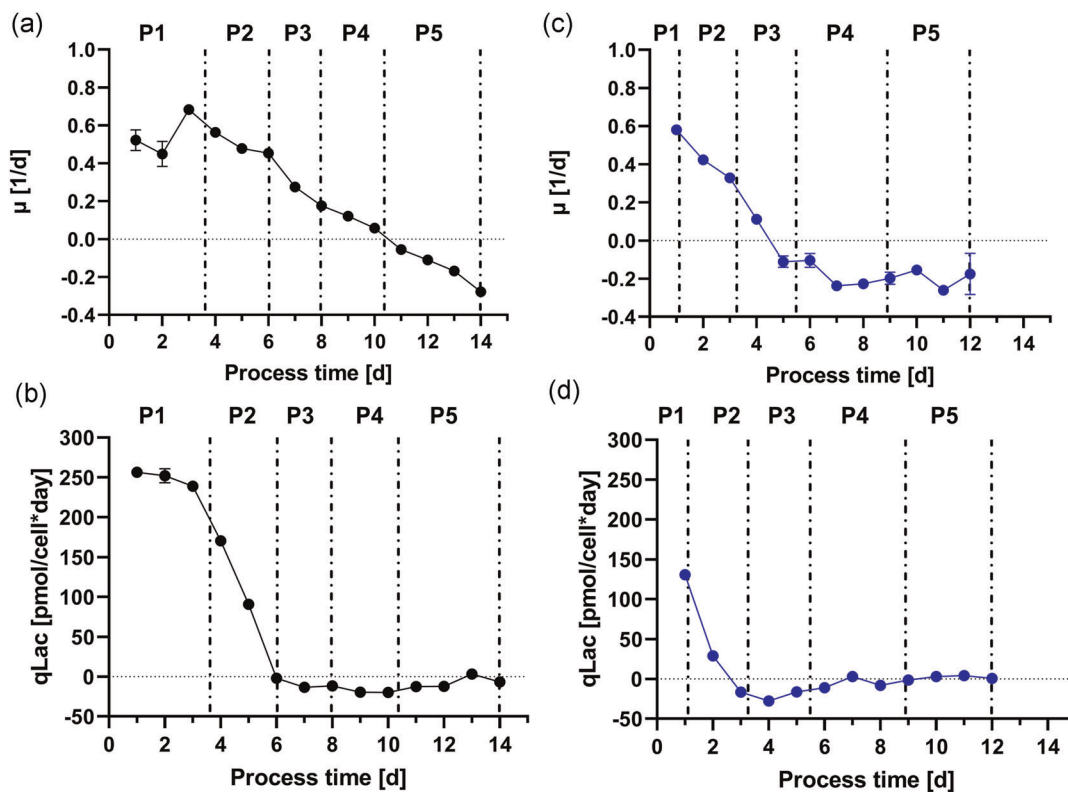 (a)
P1 P2 P3 P4 P5
1.0
0.8
0.6
0.4
0.2
0.0
-0.2
-0.4
µ [1/d]
0 2 4 6 8 10 12 14
Process time [d]
(c)
P1 P2 P3 P4 P5
1.0
0.8
0.6
0.4
0.2
0.0
-0.2
-0.4
µ [1/d]
0 2 4 6 8 10 12 14
Process time [d]
(b)
P1 P2 P3 P4 P5
300
250
200
150
100
50
0
-50
qLac [pmol/cell*day]
0 2 4 6 8 10 12 14
Process time [d]
(d)
P1 P2 P3 P4 P5
300
250
200
150
100
50
0
-50
qLac [pmol/cell*day]
0 2 4 6 8 10 12 14
Process time [d]